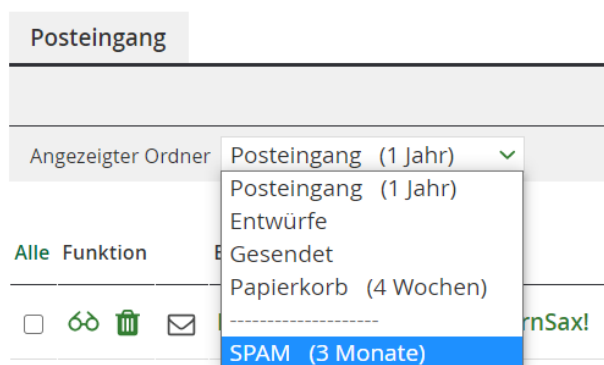 Posteingang
Angezeigter Ordner Posteingang (1 Jahr)
Posteingang (1 Jahr)
Entwürfe
Alle Funktion
Gesendet
Papierkorb (4 Wochen)
--------------------
rnSax!
SPAM (3 Monate)